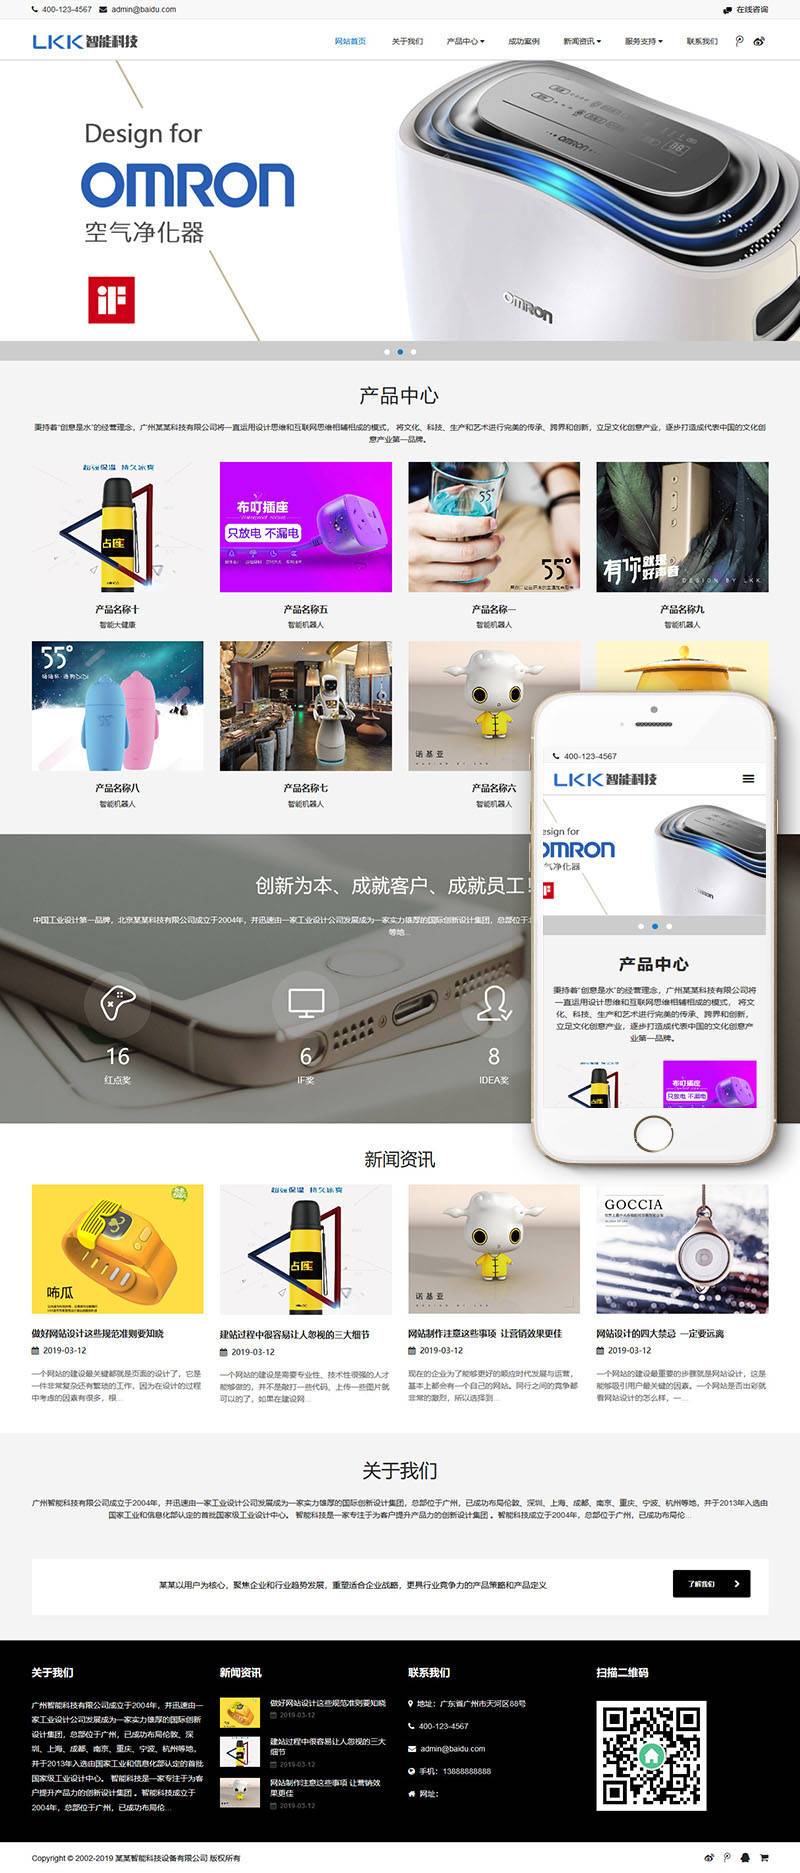 400-123-4567 admin@baidu.com 在线咨询
LKK智能科技 网站首页 关于我们 产品中心 成功案例 新闻资讯 服务支持 联系我们
Design for
OMRON
空气净化器
iF
OMRON
OMRON
产品中心
秉持着“创意是水”的经营理念，广州某某科技有限公司将一直运用设计思维和互联网思维相辅相成的模式， 将文化、科技、生产和艺术进行完美的传承、跨界和创新，立足文化创意产业，逐步打造成代表中国的文化创
意产业第一品牌。
超强保温 持久冰爽
占座
布叮插座
只放电 不漏电
55°
55°
有你就是
好声音
DESIGN BY LKK
产品名称十
智能大健康
产品名称五
智能机器人
产品名称一
智能机器人
产品名称九
智能机器人
55°
诺基亚
产品名称八
智能机器人
产品名称七
智能机器人
产品名称六
智能机器人
创新为本、成就客户、成就员工!
中国工业设计第一品牌，北京某某科技有限公司成立于2004年，并迅速由一家工业设计公司发展成为一家实力雄厚的国际创新设计集团，总部位于
等地...
16
红点奖
6
IF奖
8
IDEA奖
400-123-4567
LKK智能科技
esign for
OMRON
气净化器
OMRON
产品中心
秉持着“创意是水”的经营理念，广州某某科技有限公司将
一直运用设计思维和互联网思维相辅相成的模式， 将文
化、科技、生产和艺术进行完美的传承、跨界和创新，
立足文化创意产业，逐步打造成代表中国的文化创意产
业第一品牌。
占座
布叮插座
只放电 不漏电
新闻资讯
咘瓜
超强保温 持久冰爽
占座
诺基亚
GOCCIA
做好网站设计这些规范准则要知晓
2019-03-12
一个网站的建设最关键都就是页面的设计了，它是
一件非常复杂还有繁琐的工作，因为在设计的过程
中考虑的因素有很多，根...
建站过程中很容易让人忽视的三大细节
2019-03-12
一个网站的建设是需要专业性、技术性很强的人才
能够做的，并不是敲打一些代码，上传一些图片就
可以的了，如果在建设网...
网站制作注意这些事项 让营销效果更佳
2019-03-12
现在的企业为了能够更好的顺应时代发展与运营，
基本上都会有一个自己的网站。同行之间的竞争都
非常的激烈，所以选择到...
网站设计的四大禁忌 一定要远离
2019-03-12
一个网站的建设最重要的步骤就是网站设计，这是
能够吸引用户最关键的因素。一个网站是否出彩就
看网站设计的怎么样，一...
关于我们
广州智能科技有限公司成立于2004年，并迅速由一家工业设计公司发展成为一家实力雄厚的国际创新设计集团，总部位于广州，已成功布局伦敦、深圳、上海、成都、南京、重庆、宁波、杭州等地，并于2013年入选由
国家工业和信息化部认定的首批国家级工业设计中心。 智能科技是一家专注于为客户提升产品力的创新设计集团 。智能科技成立于2004年，总部位于广州，已成功布局伦...
某某以用户为核心，聚焦企业和行业趋势发展，重塑适合企业战略，更具行业竞争力的产品策略和产品定义
了解我们
关于我们
广州智能科技有限公司成立于2004年，并迅速由一
家工业设计公司发展成为一家实力雄厚的国际创新
设计集团，总部位于广州，已成功布局伦敦、深
圳、上海、成都、南京、重庆、宁波、杭州等地，
并于2013年入选由国家工业和信息化部认定的首批
国家级工业设计中心。 智能科技是一家专注于为客
户提升产品力的创新设计集团 。智能科技成立于
2004年，总部位于广州，已成功布局伦...
新闻资讯
做好网站设计这些规范准则要知晓
2019-03-12
建站过程中很容易让人忽视的三大
细节
2019-03-12
网站制作注意这些事项 让营销效
果更佳
2019-03-12
联系我们
地址：广东省广州市天河区88号
400-123-4567
admin@baidu.com
手机：13888888888
网址：
扫描二维码
Copyright © 2002-2019 某某智能科技设备有限公司 版权所有